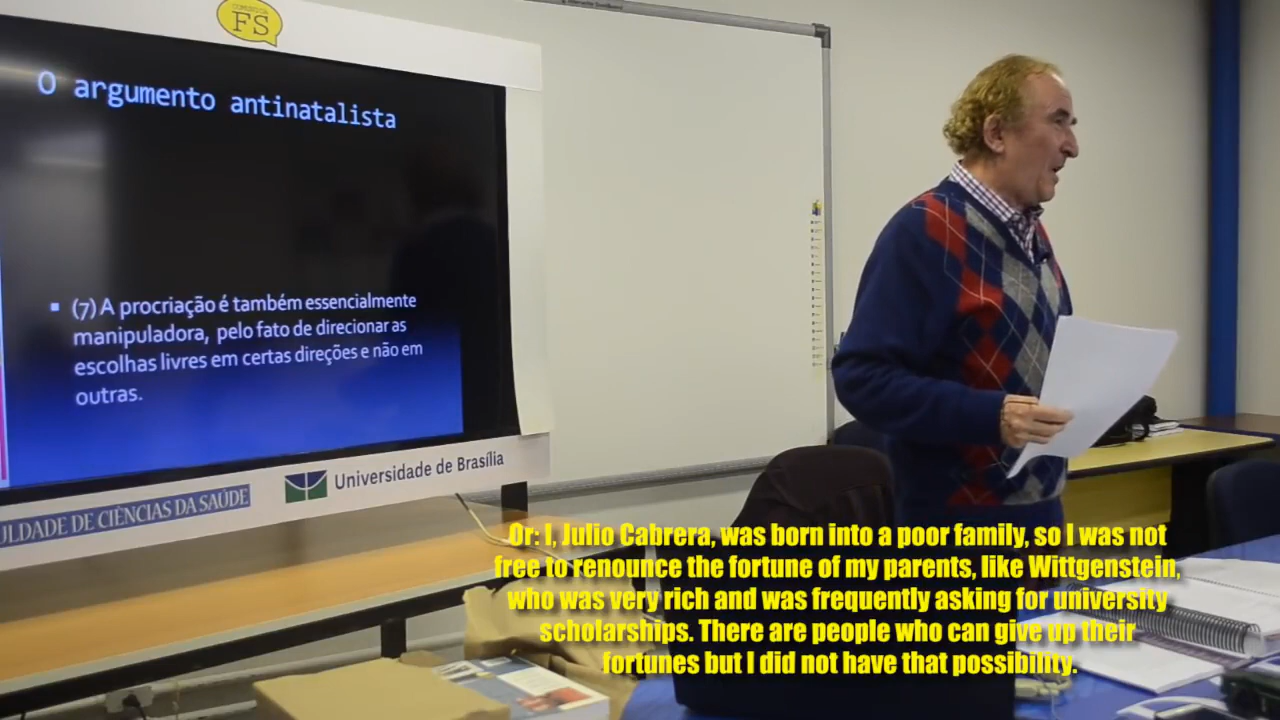 COMUNICA
FS
O argumento antinatalista
(7) A procriação é também essencialmente
manipuladora, pelo fato de direcionar as
escolhas livres em certas direções e não em
outras.
ULDADE DE CIÊNCIAS DA SAÚDE
Universidade de Brasília
Or: I, Julio Cabrera, was born into a poor family, so I was not
free to renounce the fortune of my parents, like Wittgenstein,
who was very rich and was frequently asking for university
scholarships. There are people who can give up their
fortunes but I did not have that possibility.